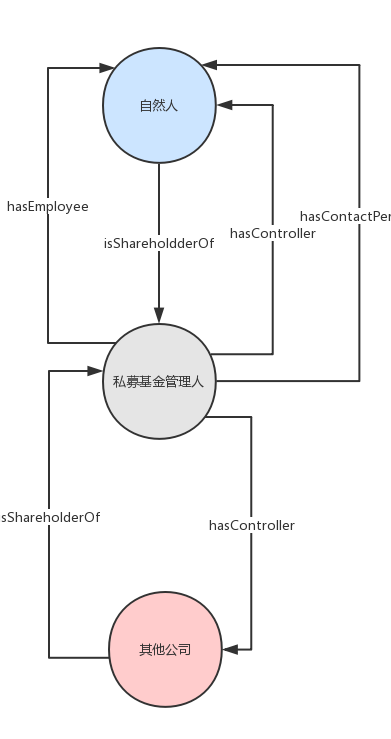 自然人
hasEmployee
hasContactPer
hasController
isShareholdderOf
私募基金管理人
isShareholderOf
hasController
其他公司